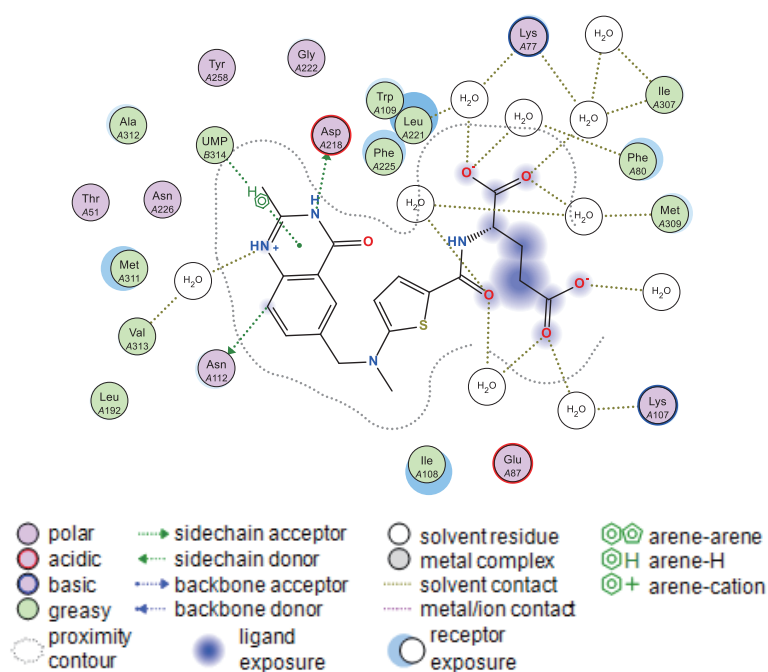 Lys
A77
H2O
Gly
A222
Tyr
A258
Ile
A307
Trp
A109
H2O
H2O
H2O
Ala
A312
Leu
A221
Asp
A218
UMP
B314
Phe
A225
Phe
A80
O-
O-
H
Thr
A51
Asn
A226
H
N
H2O
H2O
Met
A309
HN+
O
HN
Met
A311
H2O
O-
H2O
O
Val
A313
S
O
Asn
A112
N
H2O
H2O
Lys
A107
Leu
A192
Ile
A108
Glu
A87
polar
sidechain acceptor
solvent residue
arene-arene
acidic
sidechain donor
metal complex
H arene-H
basic
backbone acceptor
solvent contact
+ arene-cation
greasy
backbone donor
metal/ion contact
proximity
contour
ligand
exposure
receptor
exposure